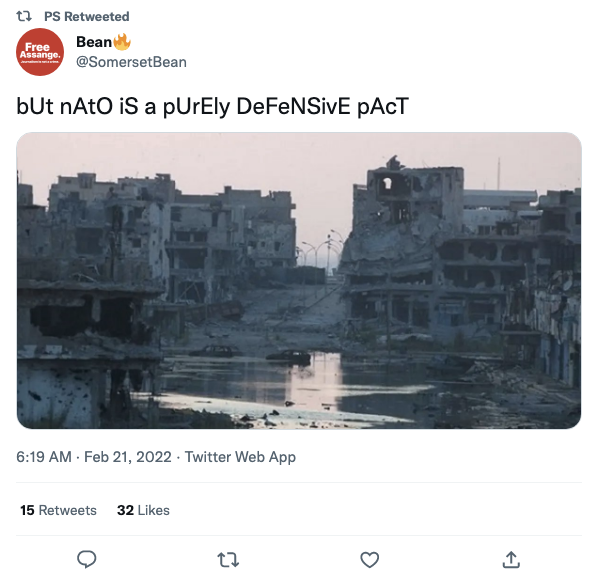 PS Retweeted
Free
Assange.
Bean🔥
@SomersetBean
bUt nAtO iS a pUrEly DeFeNSivE pAcT
6:19 AM · Feb 21, 2022 · Twitter Web App
15 Retweets 32 Likes